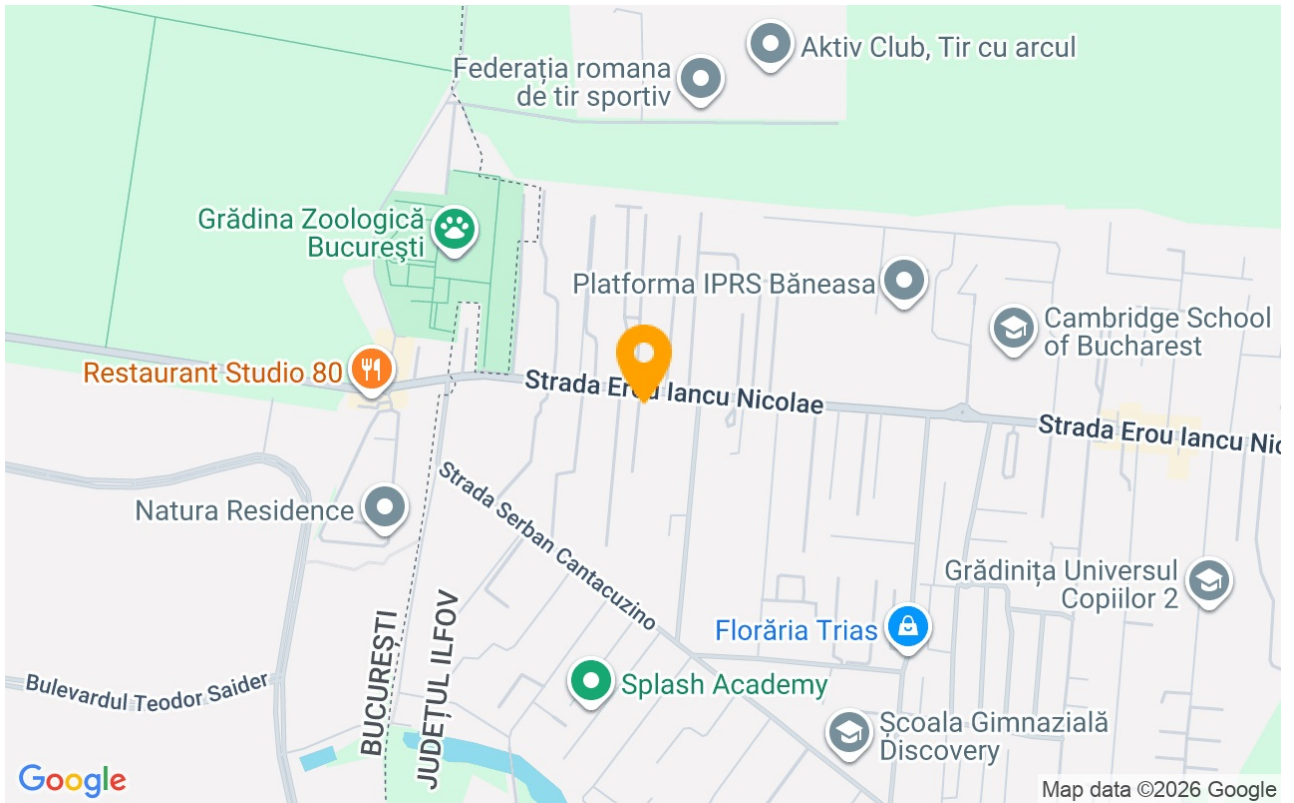 Aktiv Club, Tir cu arcul
Federația romana
de tir sportiv
Grădina Zoologică
București
Platforma IPRS Băneasa
Cambridge School
of Bucharest
Restaurant Studio 80
Strada Erou Iancu Nicolae
Strada Erou Iancu Nic
Strada Serban Cantacuzino
Natura Residence
Grădinița Universul
Copiilor 2
BUCUREȘTI
JUDEȚUL ILFOV
Florăria Trias
Bulevardul Teodor Saider
Splash Academy
Școala Gimnazială
Discovery
Google
Map data ©2026 Google